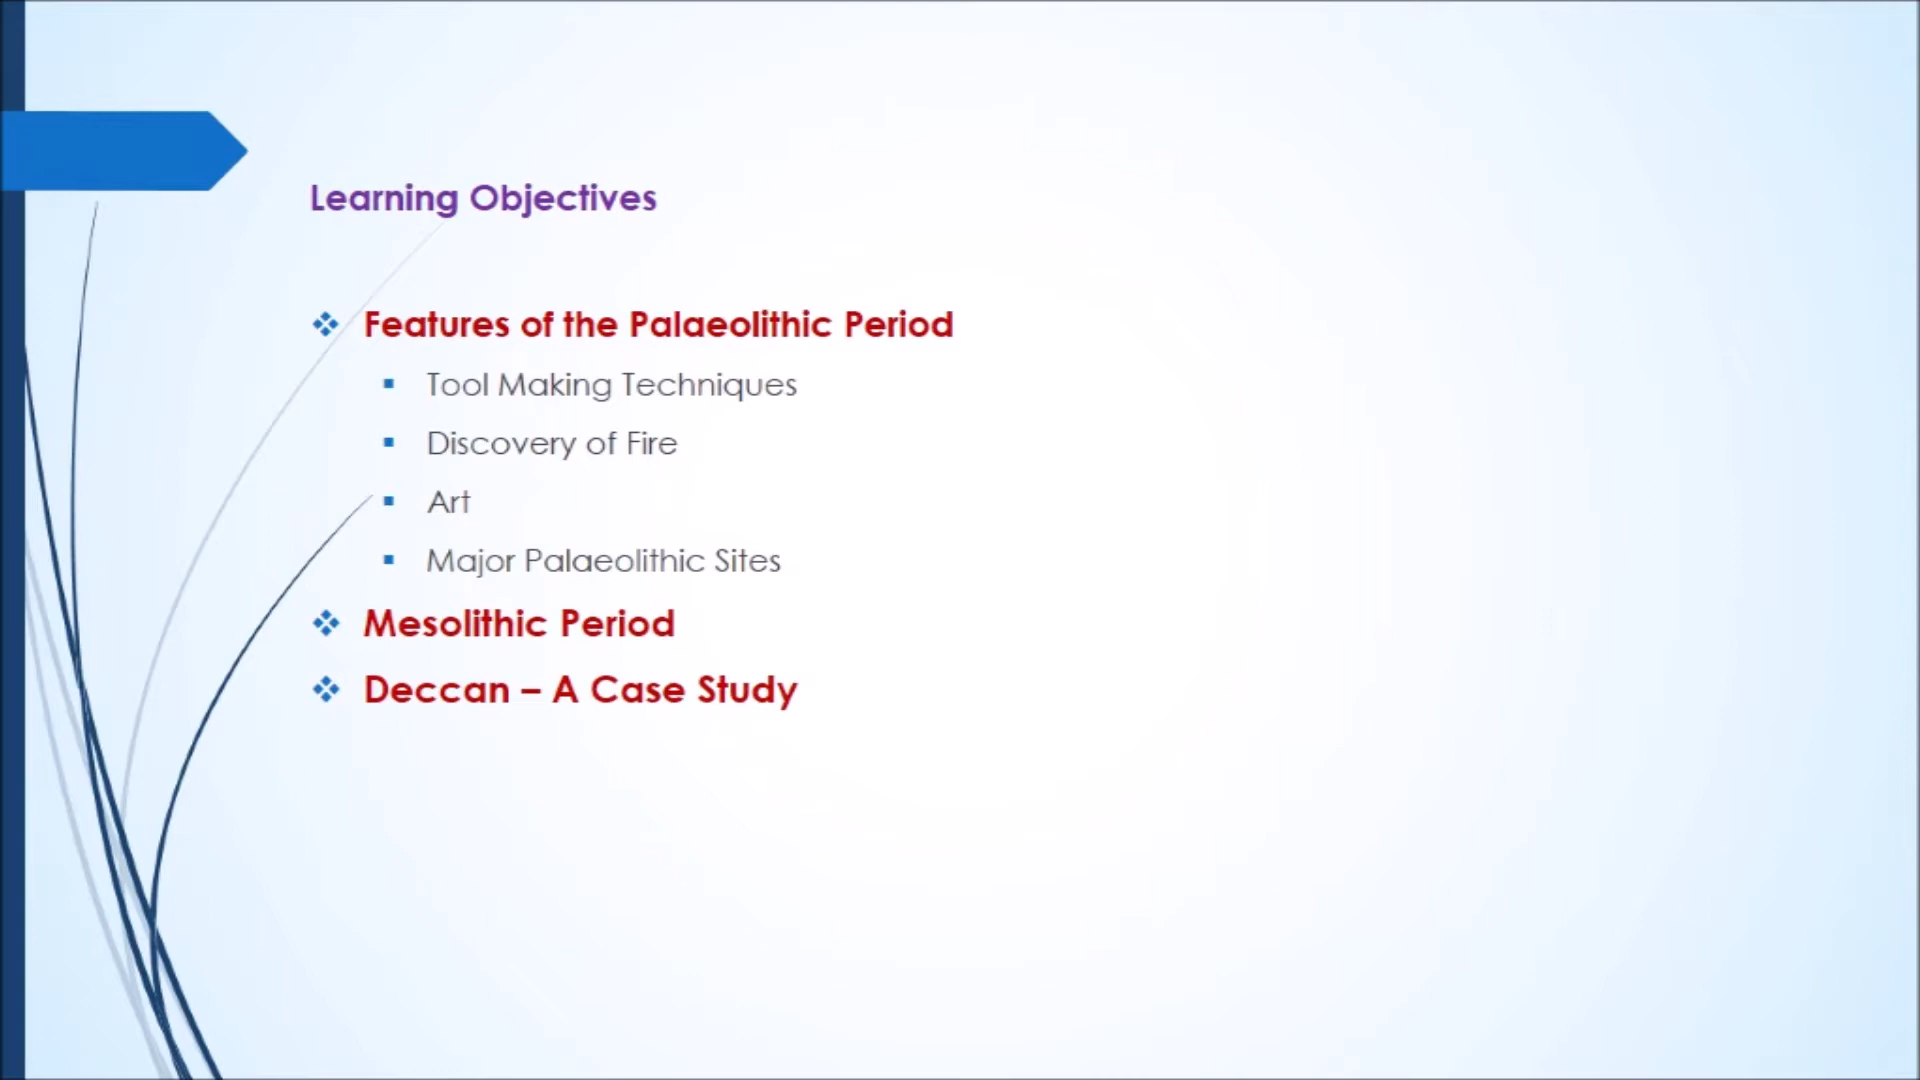 Learning Objectives
Features of the Palaeolithic Period
Tool Making Techniques
Discovery of Fire
Art
Major Palaeolithic Sites
Mesolithic Period
Deccan – A Case Study